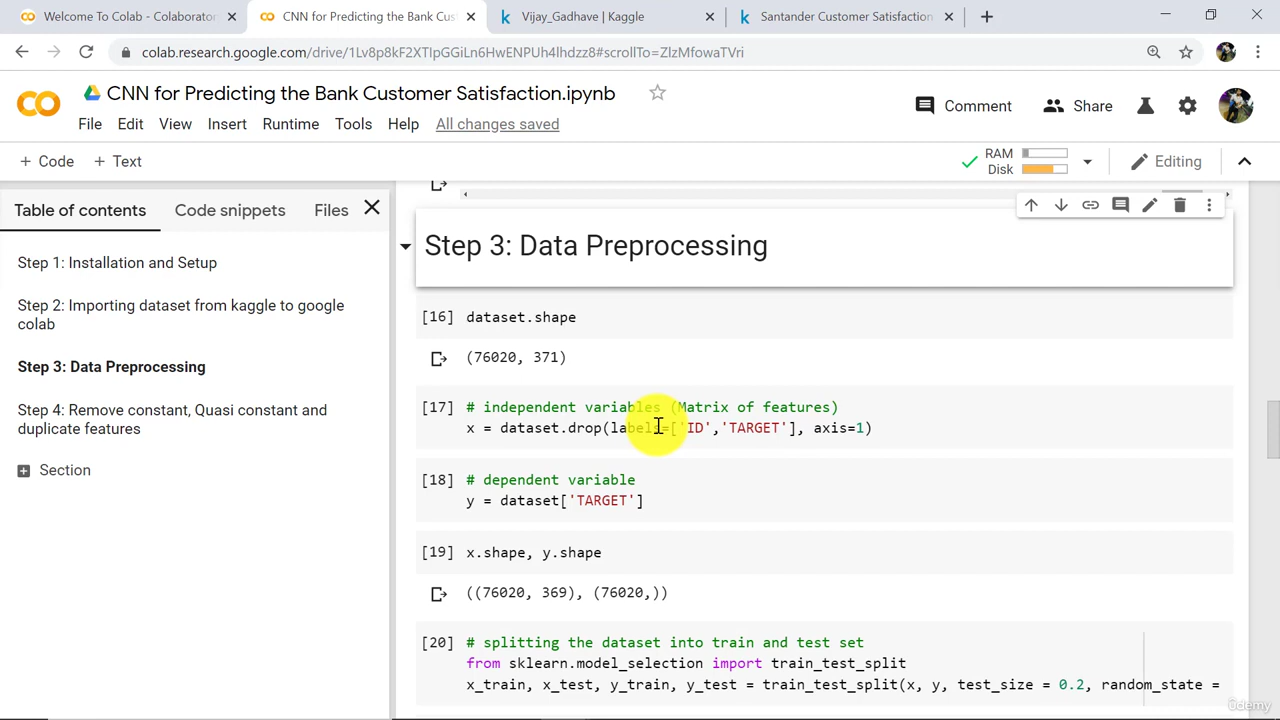 Welcome To Colab - Colaborator
CNN for Predicting the Bank Cus
Vijay_Gadhave | Kaggle
Santander Customer Satisfaction
colab.research.google.com/drive/1Lv8p8kF2XTIpGGiLn6HwENPUh4lhdzz8#scrollTo=ZlzMfowaTVri
CNN for Predicting the Bank Customer Satisfaction.ipynb
Comment
Share
File Edit View Insert Runtime Tools Help All changes saved
+ Code + Text
RAM
Disk
Editing
Table of contents Code snippets Files
Step 1: Installation and Setup
Step 2: Importing dataset from kaggle to google
colab
Step 3: Data Preprocessing
Step 4: Remove constant, Quasi constant and
duplicate features
Section
Step 3: Data Preprocessing
[16] dataset.shape
(76020, 371)
[17] # independent variables (Matrix of features)
x = dataset.drop(labels=['ID','TARGET'], axis=1)
[18] # dependent variable
y = dataset['TARGET']
[19] x.shape, y.shape
((76020, 369), (76020,))
[20] # splitting the dataset into train and test set
from sklearn.model_selection import train_test_split
x_train, x_test, y_train, y_test = train_test_split(x, y, test_size = 0.2, random_state =
ûdemy